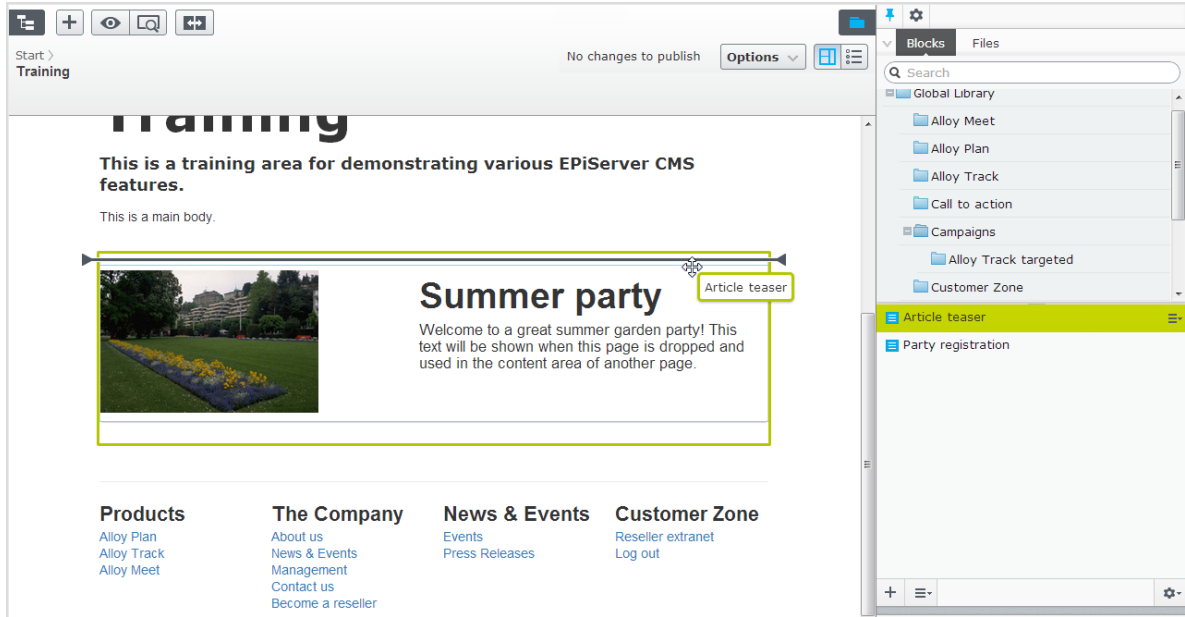 Start
Training
No changes to publish
Options
Training
This is a training area for demonstrating various EPiServer CMS
features.
This is a main body.
Article teaser
Summer party
Welcome to a great summer garden party! This
text will be shown when this page is dropped and
used in the content area of another page.
Products
Alloy Plan
Alloy Track
Alloy Meet
The Company
About us
News & Events
Management
Contact us
Become a reseller
News & Events
Events
Press Releases
Customer Zone
Reseller extranet
Log out
Blocks Files
Search
Global Library
Alloy Meet
Alloy Plan
Alloy Track
Call to action
Campaigns
Alloy Track targeted
Customer Zone
Article teaser
Party registration